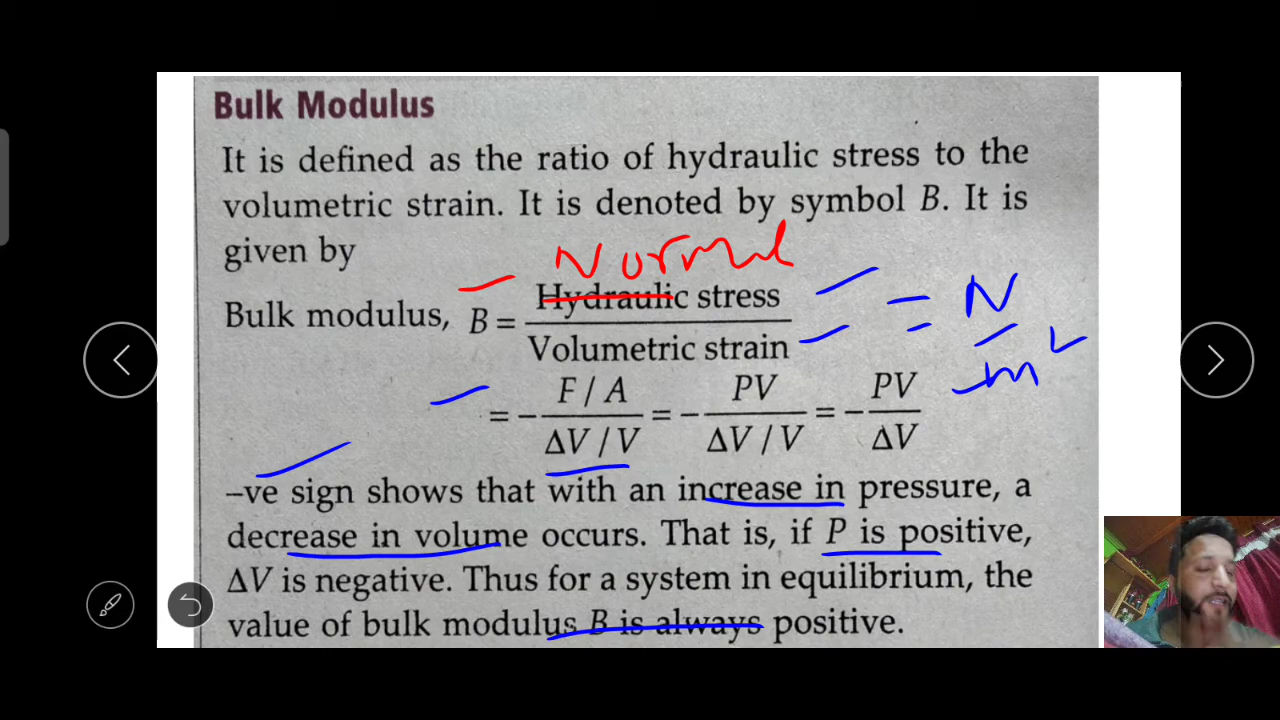 Bulk Modulus
It is defined as the ratio of hydraulic stress to the
volumetric strain. It is denoted by symbol B. It is
given by
Normal
Bulk modulus, B = Hydraulic stress / Volumetric strain = N / m²
= − F / A / ΔV / V = − PV / ΔV / V = − PV / ΔV
–ve sign shows that with an increase in pressure, a
decrease in volume occurs. That is, if P is positive,
ΔV is negative. Thus for a system in equilibrium, the
value of bulk modulus B is always positive.